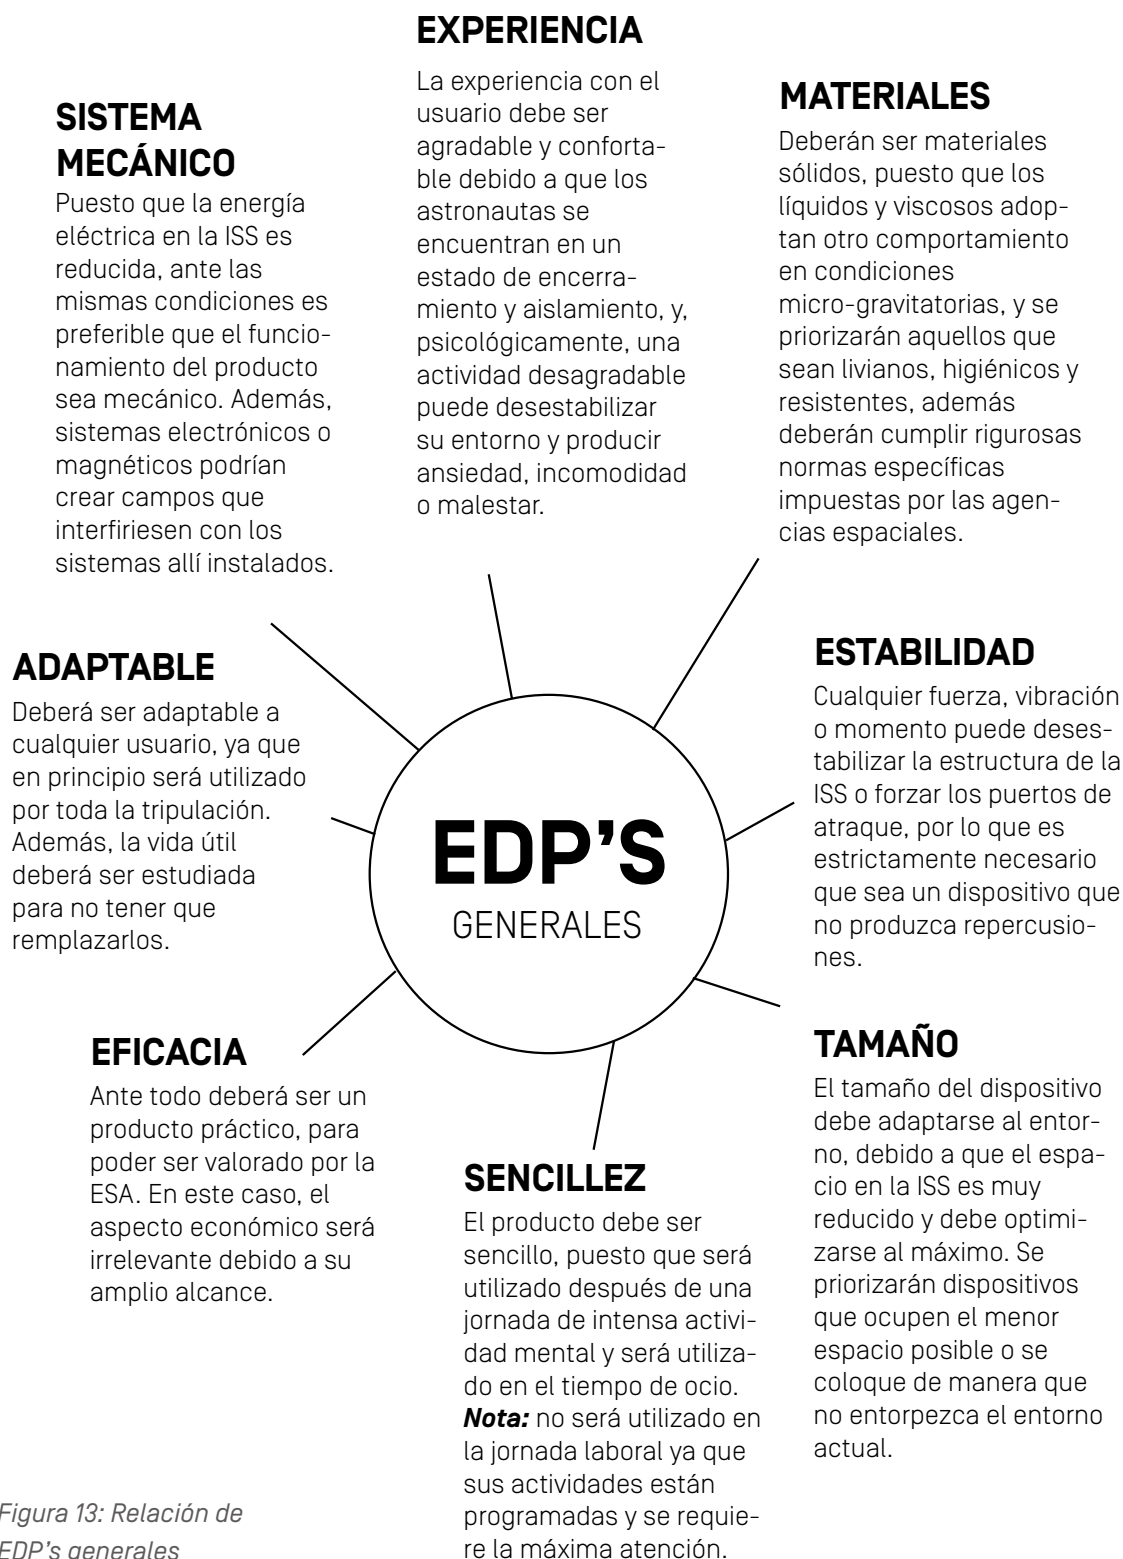 EXPERIENCIA
La experiencia con el
usuario debe ser
agradable y conforta-
ble debido a que los
astronautas se
encuentran en un
estado de encerra-
miento y aislamiento, y,
psicológicamente, una
actividad desagradable
puede desestabilizar
su entorno y producir
ansiedad, incomodidad
o malestar.
SISTEMA
MECÁNICO
Puesto que la energía
eléctrica en la ISS es
reducida, ante las
mismas condiciones es
preferible que el funcio-
namiento del producto
sea mecánico. Además,
sistemas electrónicos o
magnéticos podrían
crear campos que
interfiriesen con los
sistemas allí instalados.
MATERIALES
Deberán ser materiales
sólidos, puesto que los
líquidos y viscosos adop-
tan otro comportamiento
en condiciones
micro-gravitatorias, y se
priorizarán aquellos que
sean livianos, higiénicos y
resistentes, además
deberán cumplir rigurosas
normas específicas
impuestas por las agen-
cias espaciales.
ADAPTABLE
Deberá ser adaptable a
cualquier usuario, ya que
en principio será utilizado
por toda la tripulación.
Además, la vida útil
deberá ser estudiada
para no tener que
remplazarlos.
EDP'S
GENERALES
ESTABILIDAD
Cualquier fuerza, vibración
o momento puede deses-
tabilizar la estructura de la
ISS o forzar los puertos de
atraque, por lo que es
estrictamente necesario
que sea un dispositivo que
no produzca repercusio-
nes.
EFICACIA
Ante todo deberá ser un
producto práctico, para
poder ser valorado por la
ESA. En este caso, el
aspecto económico será
irrelevante debido a su
amplio alcance.
SENCILLEZ
El producto debe ser
sencillo, puesto que será
utilizado después de una
jornada de intensa activi-
dad mental y será utiliza-
do en el tiempo de ocio.
Nota: no será utilizado en
la jornada laboral ya que
sus actividades están
programadas y se requie-
re la máxima atención.
TAMAÑO
El tamaño del dispositivo
debe adaptarse al entor-
no, debido a que el espa-
cio en la ISS es muy
reducido y debe optimi-
zarse al máximo. Se
priorizarán dispositivos
que ocupen el menor
espacio posible o se
coloque de manera que
no entorpezca el entorno
actual.
Figura 13: Relación de
EDP's generales